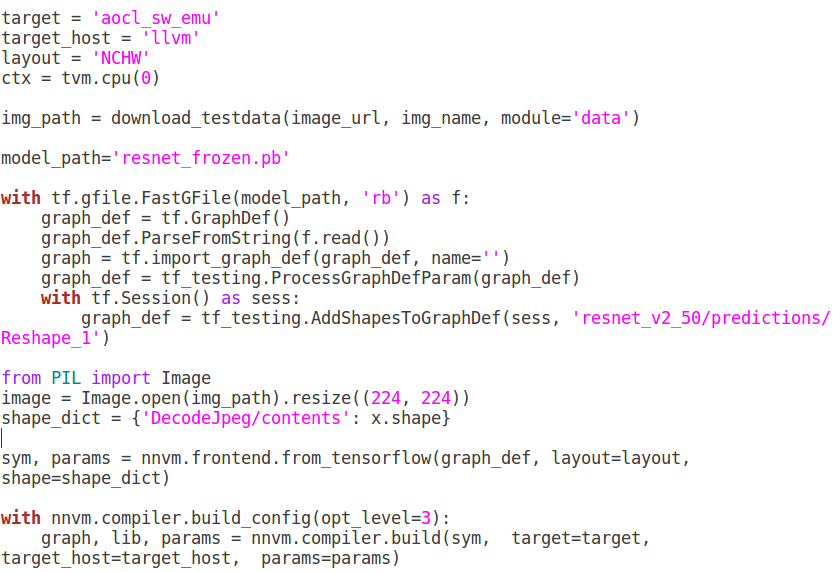 target = 'aocl_sw_emu'
target_host = 'llvm'
layout = 'NCHW'
ctx = tvm.cpu(0)

img_path = download_testdata(image_url, img_name, module='data')

model_path='resnet_frozen.pb'

with tf.gfile.FastGFile(model_path, 'rb') as f:
    graph_def = tf.GraphDef()
    graph_def.ParseFromString(f.read())
    graph = tf.import_graph_def(graph_def, name='')
    graph_def = tf_testing.ProcessGraphDefParam(graph_def)
    with tf.Session() as sess:
        graph_def = tf_testing.AddShapesToGraphDef(sess, 'resnet_v2_50/predictions/
Reshape_1')

from PIL import Image
image = Image.open(img_path).resize((224, 224))
shape_dict = {'DecodeJpeg/contents': x.shape}

sym, params = nnvm.frontend.from_tensorflow(graph_def, layout=layout,
shape=shape_dict)

with nnvm.compiler.build_config(opt_level=3):
    graph, lib, params = nnvm.compiler.build(sym,  target=target,
target_host=target_host,  params=params)